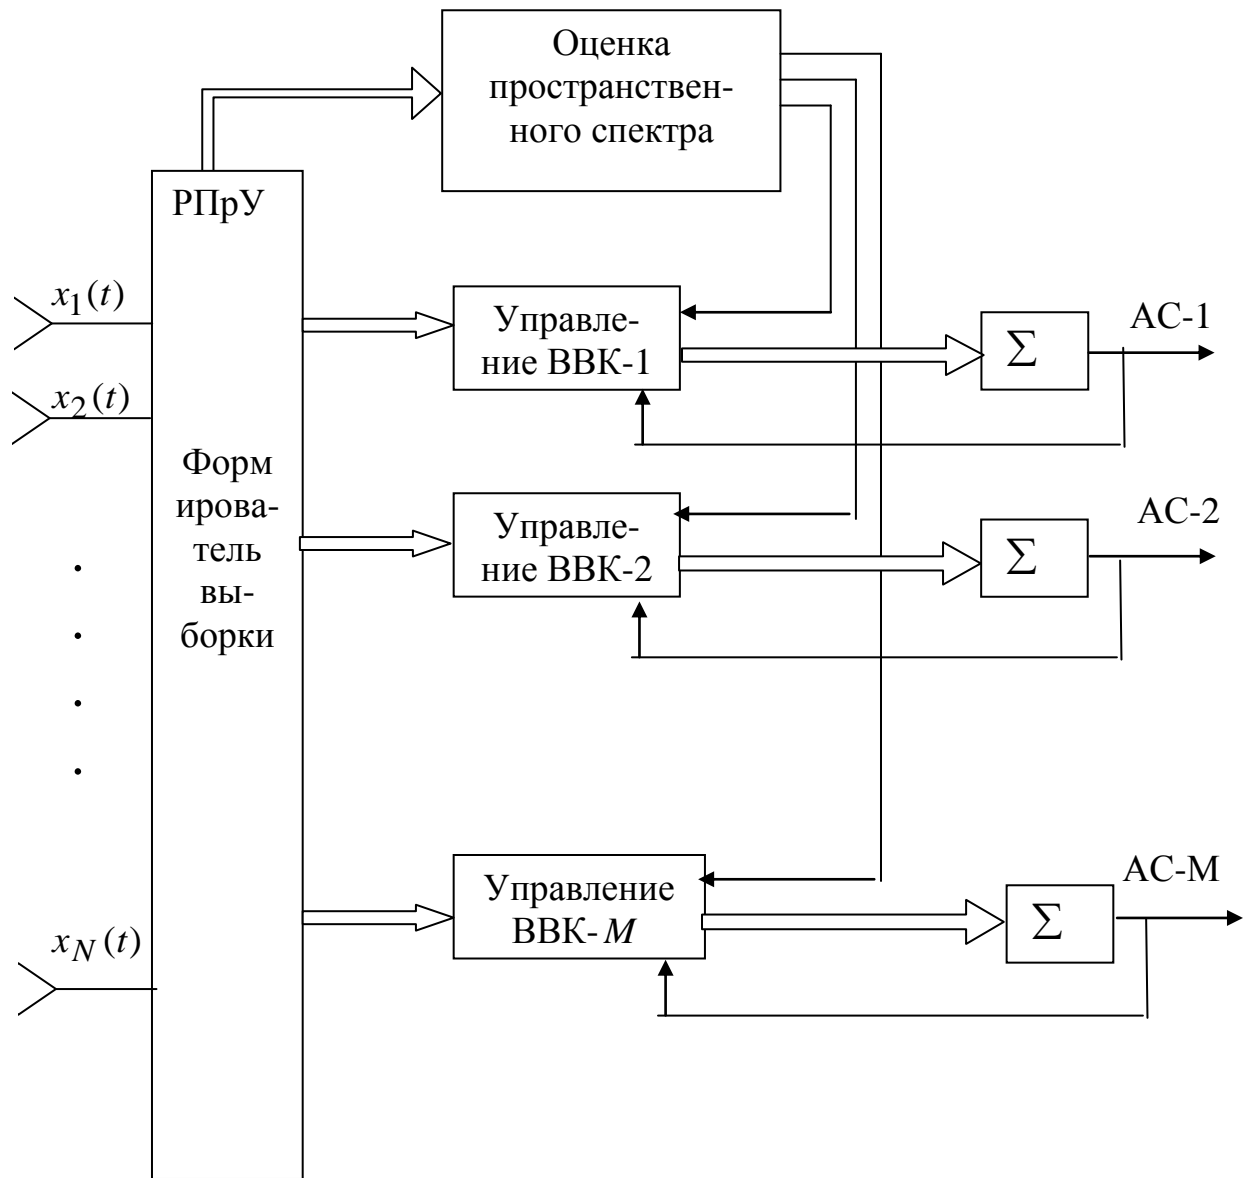 Оценка
пространствен-
ного спектра
РПрУ
x₁(t)
Управле-
ние ВВК-1
Σ
АС-1
x₂(t)
Форм
ирова-
тель
вы-
борки
Управле-
ние ВВК-2
Σ
АС-2
Управление
ВВК-M
Σ
АС-М
x_N(t)